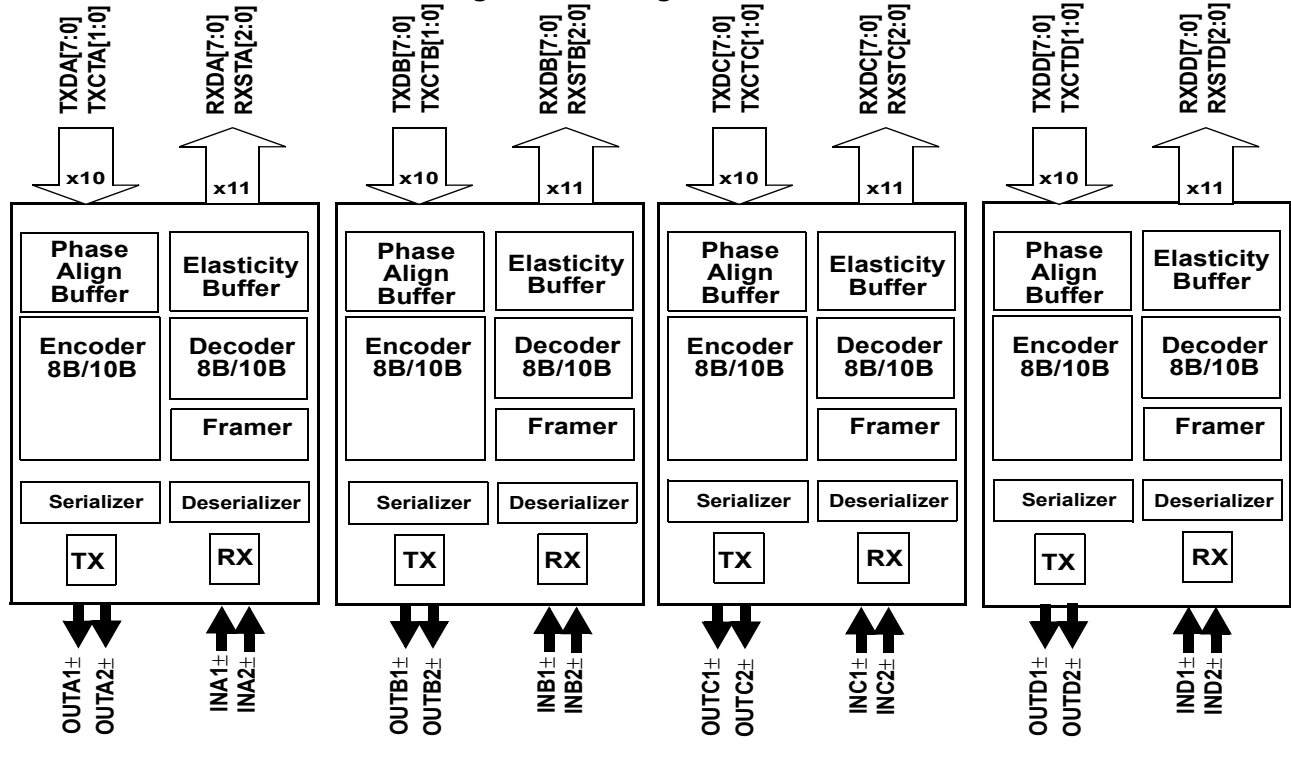 TXDA[7:0]
TXCTA[1:0]
RXDA[7:0]
RXSTA[2:0]
x10
x11
Phase
Align
Buffer
Elasticity
Buffer
Encoder
8B/10B
Decoder
8B/10B
Framer
Serializer
Deserializer
TX
RX
OUTA1±
OUTA2±
INA1±
INA2±
TXDB[7:0]
TXCTB[1:0]
RXDB[7:0]
RXSTB[2:0]
x10
x11
Phase
Align
Buffer
Elasticity
Buffer
Encoder
8B/10B
Decoder
8B/10B
Framer
Serializer
Deserializer
TX
RX
OUTB1±
OUTB2±
INB1±
INB2±
TXDC[7:0]
TXCTC[1:0]
RXDC[7:0]
RXSTC[2:0]
x10
x11
Phase
Align
Buffer
Elasticity
Buffer
Encoder
8B/10B
Decoder
8B/10B
Framer
Serializer
Deserializer
TX
RX
OUTC1±
OUTC2±
INC1±
INC2±
TXDD[7:0]
TXCTD[1:0]
RXDD[7:0]
RXSTD[2:0]
x10
x11
Phase
Align
Buffer
Elasticity
Buffer
Encoder
8B/10B
Decoder
8B/10B
Framer
Serializer
Deserializer
TX
RX
OUTD1±
OUTD2±
IND1±
IND2±